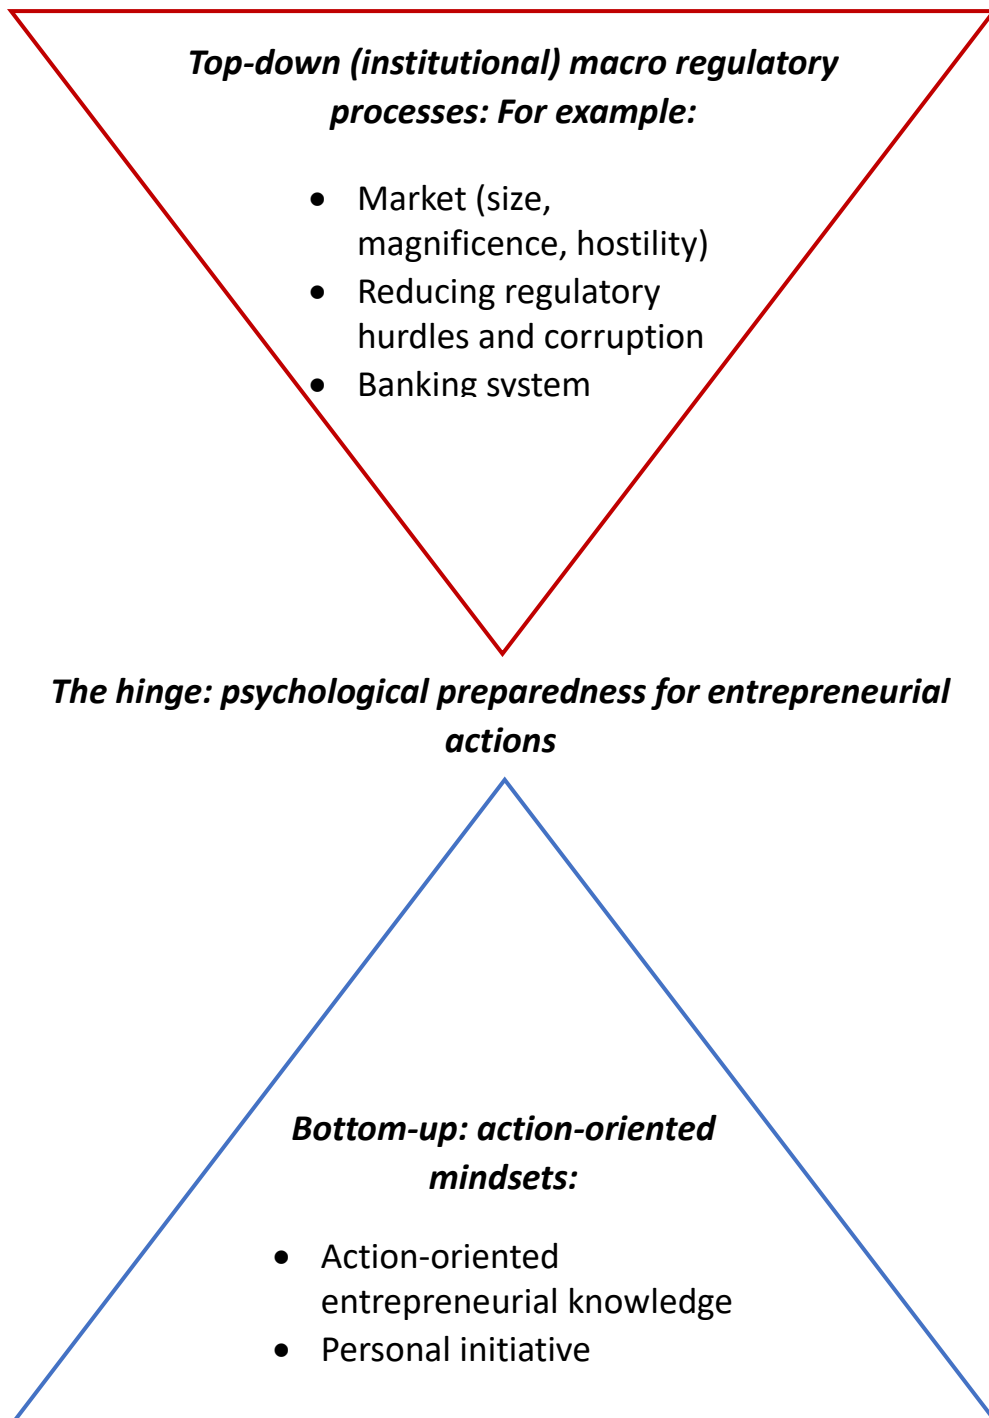 Top-down (institutional) macro regulatory
processes: For example:
• Market (size,
magnificence, hostility)
• Reducing regulatory
hurdles and corruption
• Banking system
The hinge: psychological preparedness for entrepreneurial
actions
Bottom-up: action-oriented
mindsets:
• Action-oriented
entrepreneurial knowledge
• Personal initiative